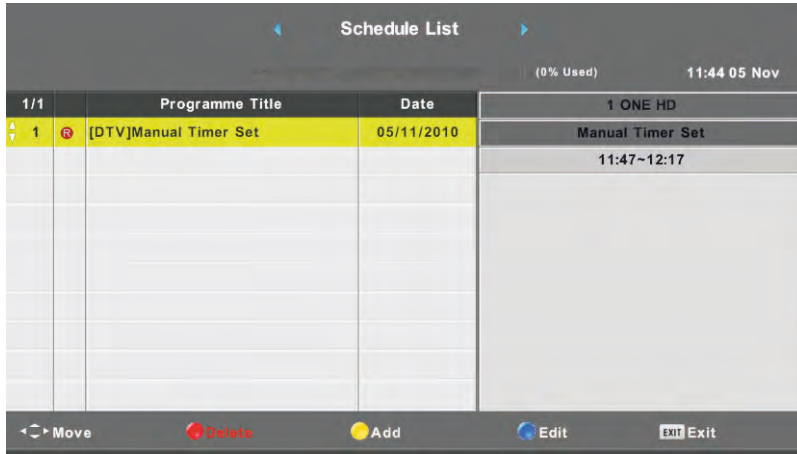 Schedule List
(0% Used) 11:44 05 Nov
1/1 Programme Title Date 1 ONE HD
1 R [DTV]Manual Timer Set 05/11/2010 Manual Timer Set
11:47~12:17
Move Delete Add Edit EXIT Exit